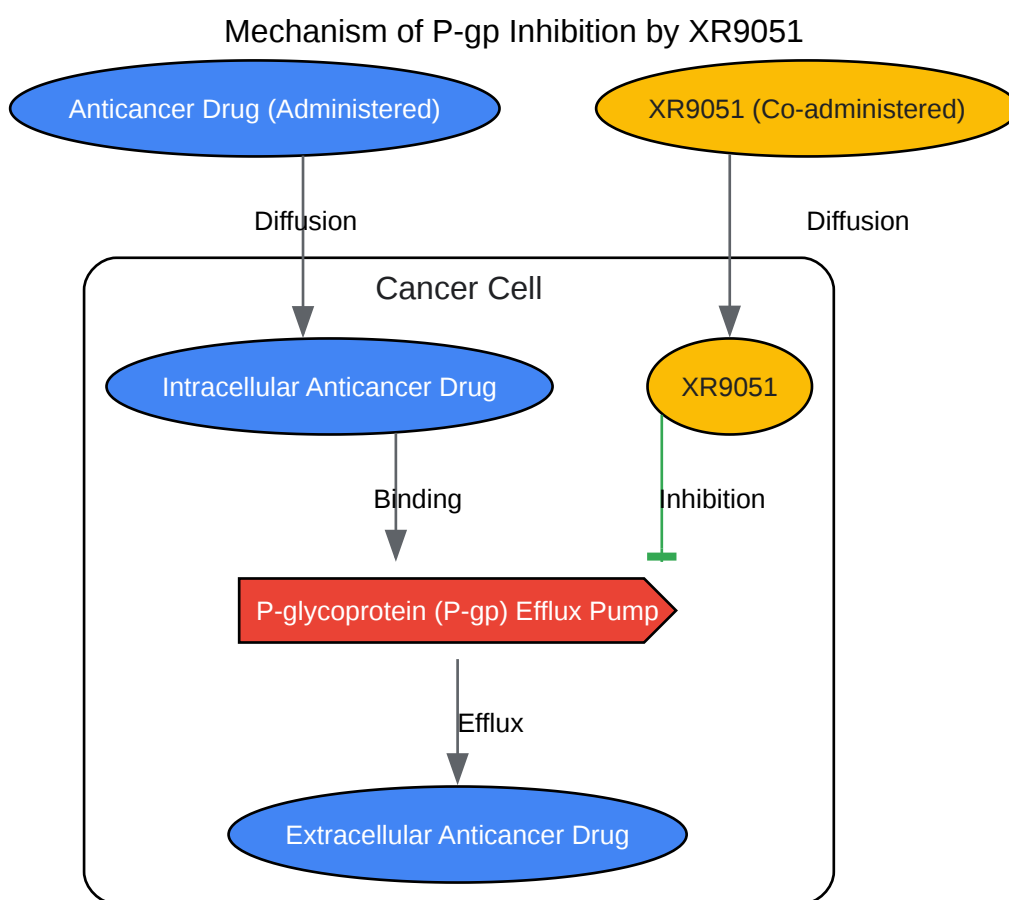 Mechanism of P-gp Inhibition by XR9051
Anticancer Drug (Administered)
XR9051 (Co-administered)
Diffusion
Diffusion
Cancer Cell
Intracellular Anticancer Drug
XR9051
Binding
Inhibition
P-glycoprotein (P-gp) Efflux Pump
Efflux
Extracellular Anticancer Drug